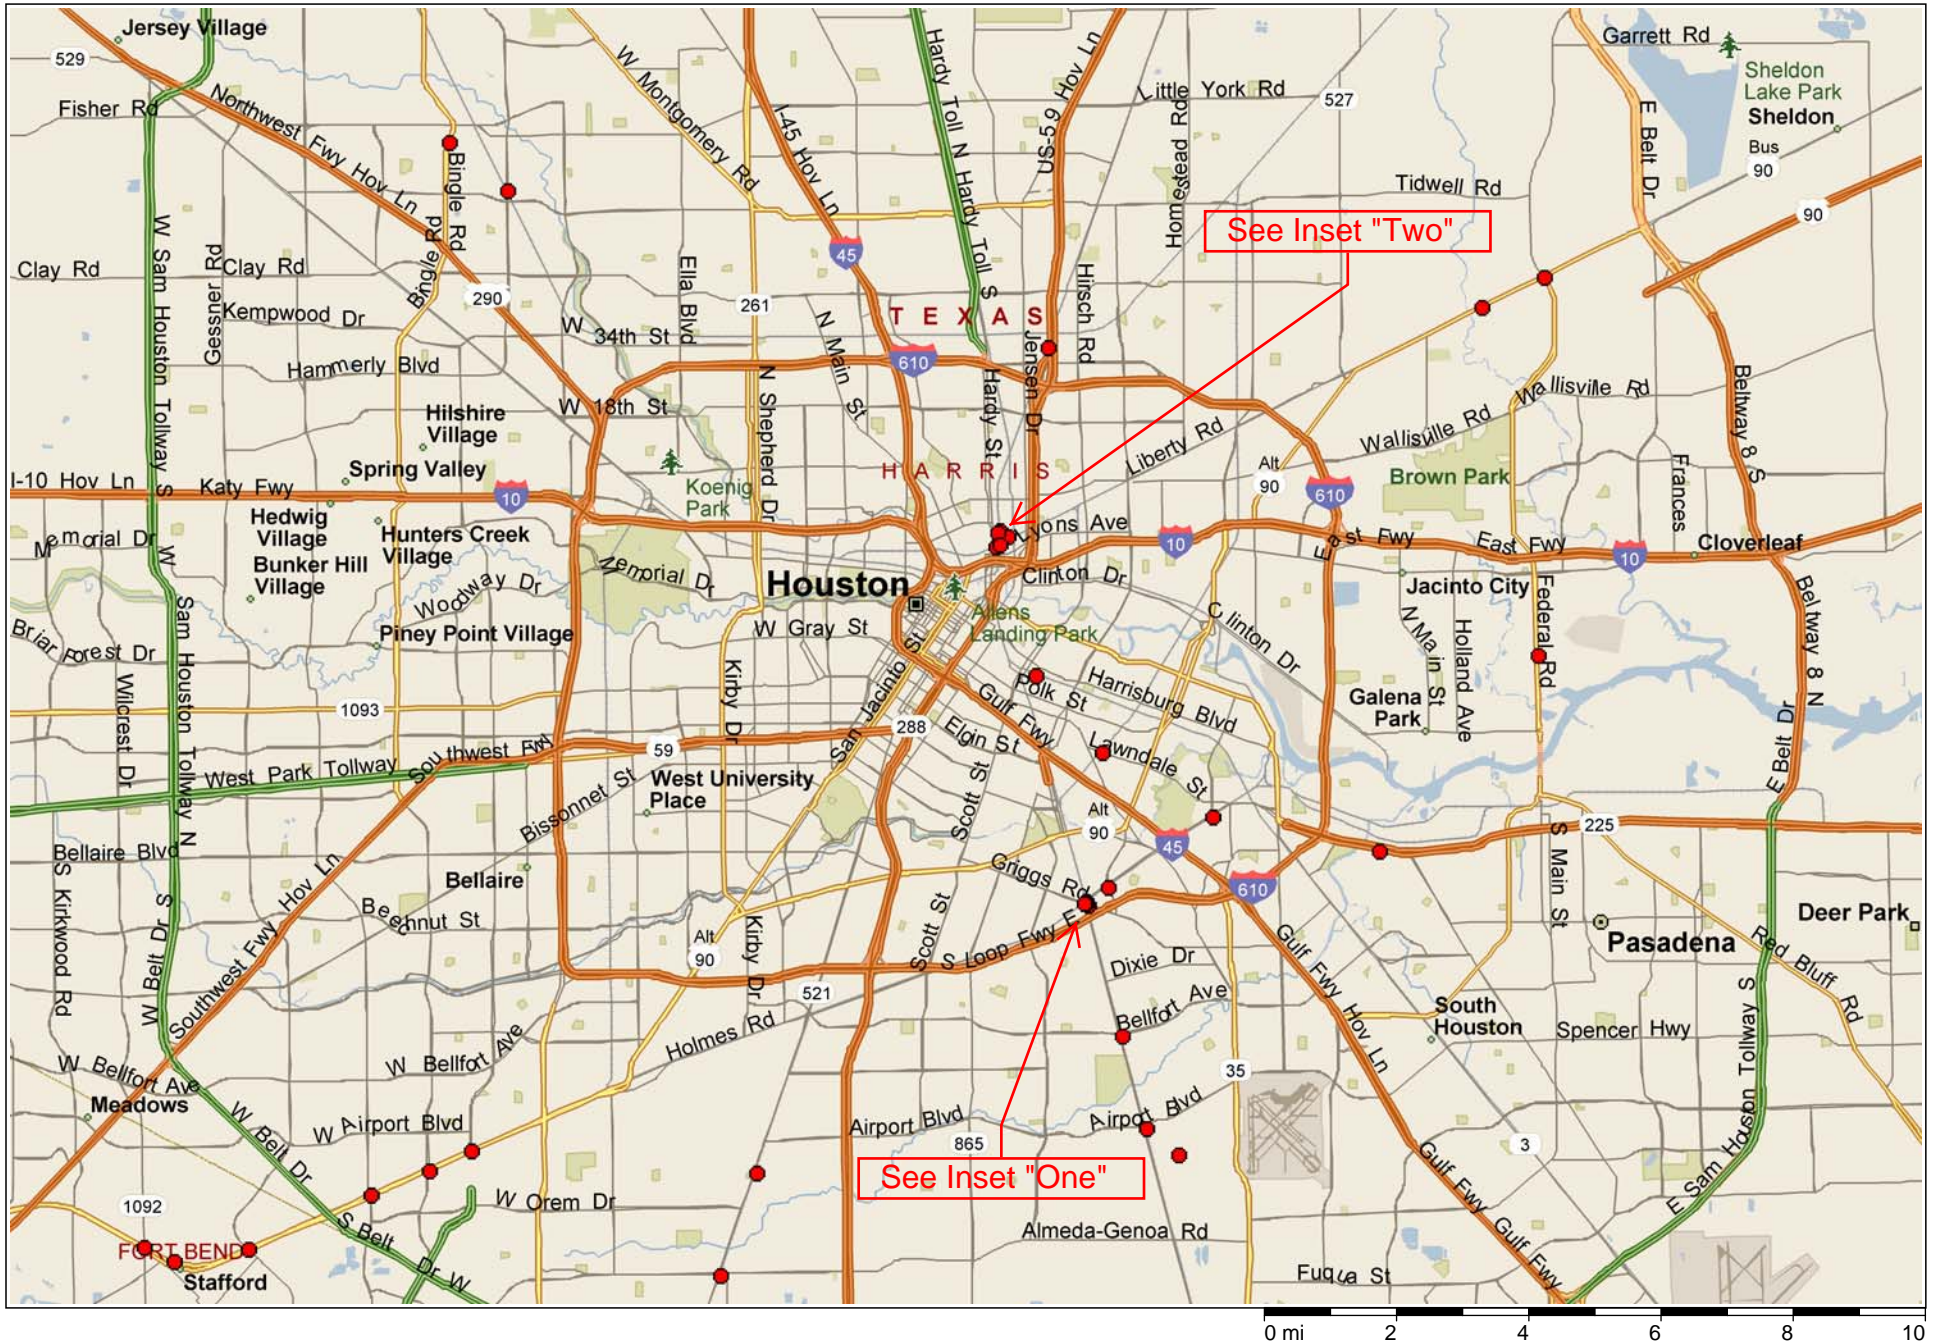 Jersey Village
529
Fisher Rd
Northwest Fwy Hov Ln
W Montgomery Rd
I-45 Hov Ln
Hardy Toll N
Hardy Toll S
US-59 Hov Ln
Little York Rd
Homestead Rd
527
Garrett Rd
Sheldon
Lake Park
Sheldon
Bus
90
E Belt Dr
Tidwell Rd
90
See Inset "Two"
Bingle Rd
Bingle Rd
W Sam Houston Tollway S
Clay Rd
Gessner Rd
Clay Rd
Kempwood Dr
290
Ella Blvd
261
45
Hirsch Rd
TEXAS
W 34th St
N Main St
610
Hammerly Blvd
Jensen Dr
Hardy St
W 18th St
N Shepherd Dr
Hilshire
Village
Spring Valley
Koenig
Park
HARRIS
Liberty Rd
Alt
90
Wallisville Rd
Wallisville Rd
Brown Park
Beltway 8 S
Frances
610
I-10 Hov Ln
Katy Fwy
10
Hedwig
Village
Hunters Creek
Village
Bunker Hill
Village
Memorial Dr
W
Memorial Dr
Woodway Dr
Piney Point Village
Houston
Lyons Ave
10
Clinton Dr
Clinton Dr
East Fwy
East Fwy
10
Cloverleaf
Jacinto City
Allens
Landing Park
W Gray St
Briar Forest Dr
Wilcrest Dr
Sam Houston Tollway N
1093
Kirby Dr
San Jacinto St
Polk St
Harrisburg Blvd
Gulf Fwy
Elgin St
288
Lawndale St
N Main St
Holland Ave
Federal Rd
Galena
Park
Beltway 8 N
E Belt Dr
Southwest Fwy
59
West Park Tollway
Bissonnet St
West University
Place
Scott St
Alt
90
45
225
S Main St
Bellaire Blvd
S Kirkwood Rd
W Belt Dr S
Southwest Fwy Hov Ln
Bellaire
Beechnut St
Griggs Rd
610
Scott St
S Loop Fwy E
Alt
90
Kirby Dr
521
Dixie Dr
Gulf Fwy Hov Ln
Pasadena
Deer Park
Red Bluff Rd
South
Houston
Spencer Hwy
Holmes Rd
Bellfort Ave
W Bellfort Ave
W Bellfort Ave
Meadows
35
W Belt Dr
W Airport Blvd
Airport Blvd
865
Airport Blvd
See Inset "One"
3
E Sam Houston Tollway S
1092
W Orem Dr
S Belt Dr W
FORT BEND
Stafford
Almeda-Genoa Rd
Fuqua St
Gulf Fwy
Gulf Fwy
0 mi 2 4 6 8 10